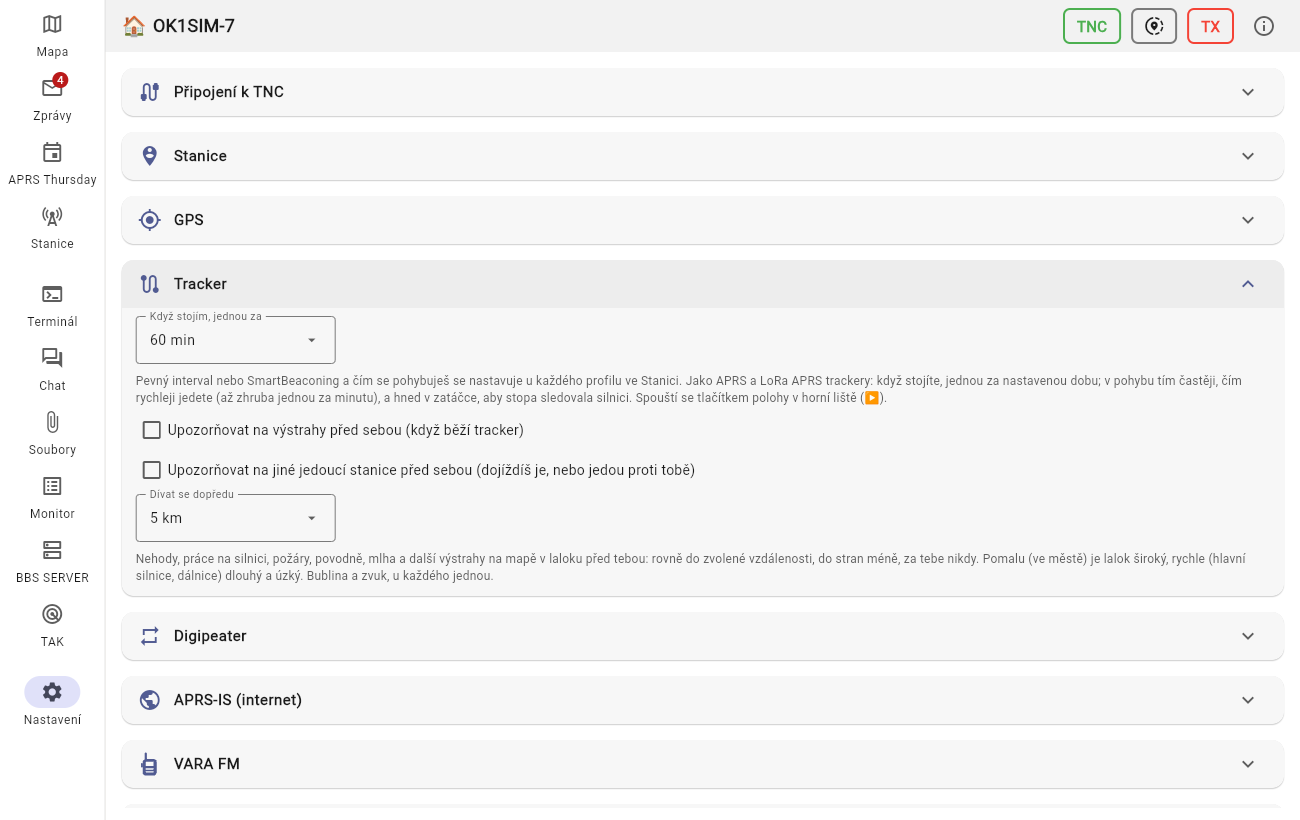 Mapa
4
Zprávy
APRS Thursday
Stanice
Terminál
Chat
Soubory
Monitor
BBS SERVER
TAK
Nastavení
OK1SIM-7
TNC
TX
Připojení k TNC
Stanice
GPS
Tracker
Když stojím, jednou za
60 min
Pevný interval nebo SmartBeaconing a čím se pohybuješ se nastavuje u každého profilu ve Stanici. Jako APRS a LoRa APRS trackery: když stojíte, jednou za nastavenou dobu; v pohybu tím častěji, čím
rychleji jedete (až zhruba jednou za minutu), a hned v zatáčce, aby stopa sledovala silnici. Spouští se tlačítkem polohy v horní liště (▶️).
Upozorňovat na výstrahy před sebou (když běží tracker)
Upozorňovat na jiné jedoucí stanice před sebou (dojíždíš je, nebo jedou proti tobě)
Dívat se dopředu
5 km
Nehody, práce na silnici, požáry, povodně, mlha a další výstrahy na mapě v laloku před tebou: rovně do zvolené vzdálenosti, do stran méně, za tebe nikdy. Pomalu (ve městě) je lalok široký, rychle (hlavní
silnice, dálnice) dlouhý a úzký. Bublina a zvuk, u každého jednou.
Digipeater
APRS-IS (internet)
VARA FM